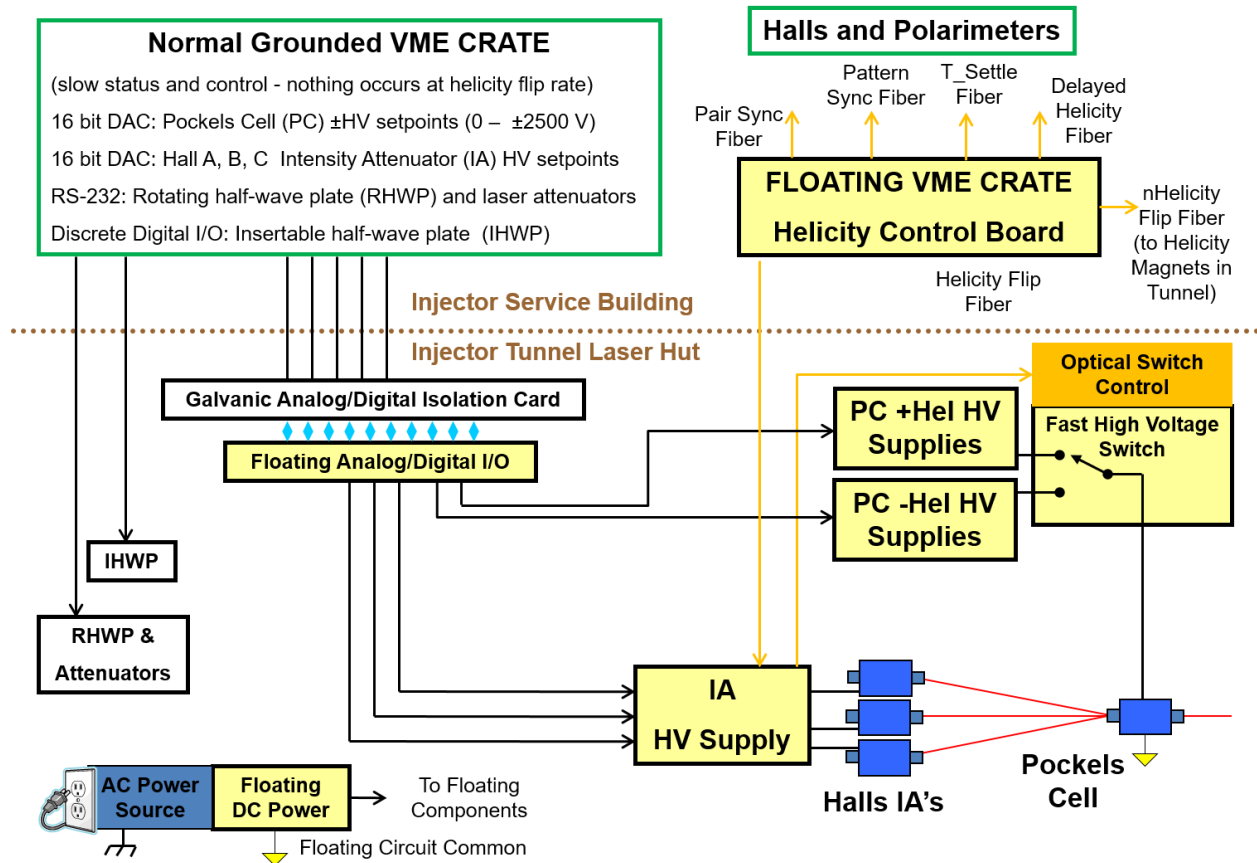 Normal Grounded VME CRATE
(slow status and control - nothing occurs at helicity flip rate)
16 bit DAC: Pockels Cell (PC) ±HV setpoints (0 – ±2500 V)
16 bit DAC: Hall A, B, C Intensity Attenuator (IA) HV setpoints
RS-232: Rotating half-wave plate (RHWP) and laser attenuators
Discrete Digital I/O: Insertable half-wave plate (IHWP)
Halls and Polarimeters
Pair Sync
Fiber
Pattern
Sync Fiber
T_Settle
Fiber
Delayed
Helicity
Fiber
FLOATING VME CRATE
Helicity Control Board
nHelicity
Flip Fiber
(to Helicity
Magnets in
Tunnel)
Helicity Flip
Fiber
Injector Service Building
Injector Tunnel Laser Hut
Galvanic Analog/Digital Isolation Card
Floating Analog/Digital I/O
PC +Hel HV
Supplies
PC -Hel HV
Supplies
Optical Switch
Control
Fast High Voltage
Switch
IHWP
RHWP &
Attenuators
IA
HV Supply
Halls IA's
Pockels
Cell
AC Power
Source
Floating
DC Power
To Floating
Components
Floating Circuit Common